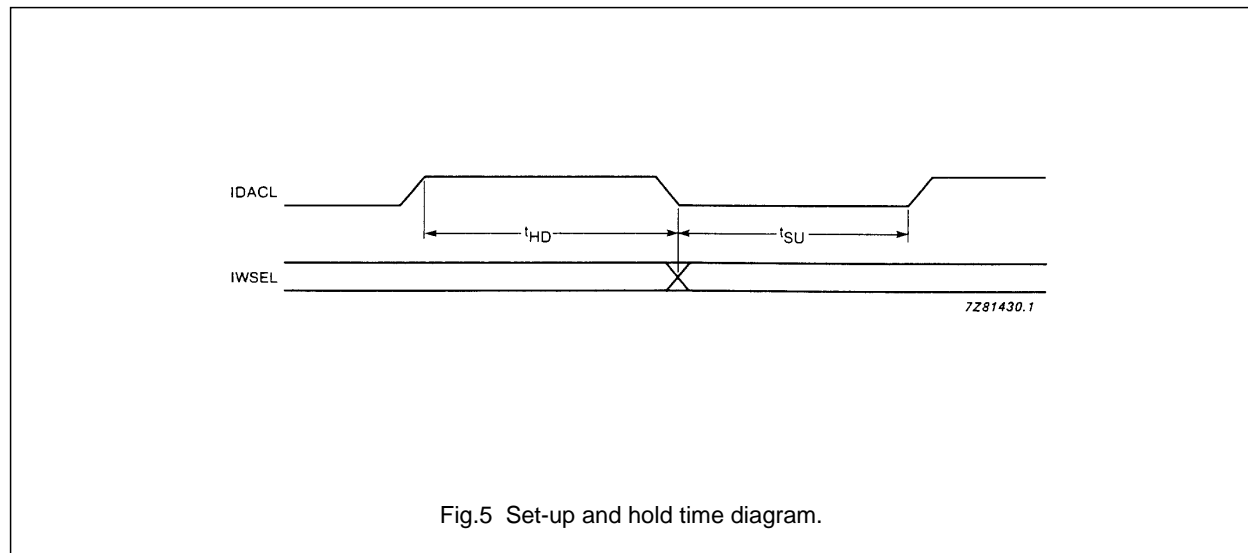 IDACL
tHD
tSU
IWSEL
7Z81430.1
Fig.5 Set-up and hold time diagram.